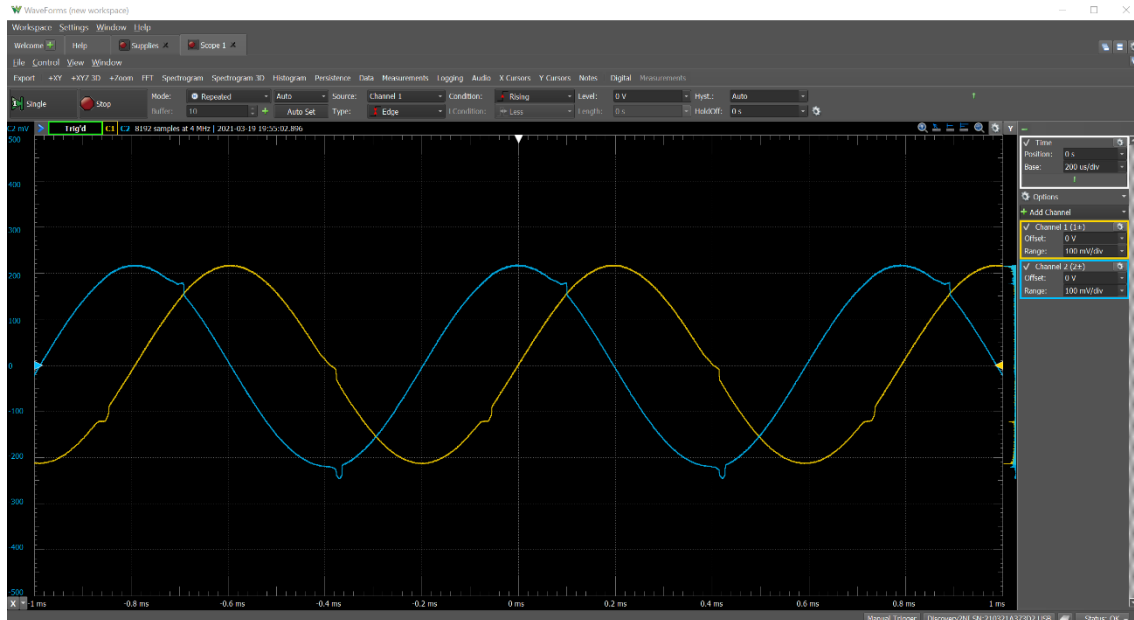 WaveForms (new workspace)
Workspace Settings Window Help
Welcome Help Supplies Scope 1
File Control View Window
Export +XY +XYZ 3D +Zoom FFT Spectrogram Spectrogram 3D Histogram Persistence Data Measurements Logging Audio X Cursors Y Cursors Notes Digital Measurements
Single Stop Mode: Repeated Auto Source: Channel 1 Condition: Rising Level: 0 V Hyst.: Auto
Buffer: 10 Auto Set Type: Edge Less Length: 0 s HoldOff: 0 s
C2 mV Trig'd C1 C2 8192 samples at 4 MHz | 2021-03-19 19:55:02.896 Y
500
400
300
200
100
0
-100
200
-300
-400
-500
X -1 ms -0.8 ms -0.6 ms -0.4 ms -0.2 ms 0 ms 0.2 ms 0.4 ms 0.6 ms 0.8 ms 1 ms
Time
Position: 0 s
Base: 200 us/div
Options
+ Add Channel
Channel 1 (1±)
Offset: 0 V
Range: 100 mV/div
Channel 2 (2±)
Offset: 0 V
Range: 100 mV/div
Manual Trigger Status: OK